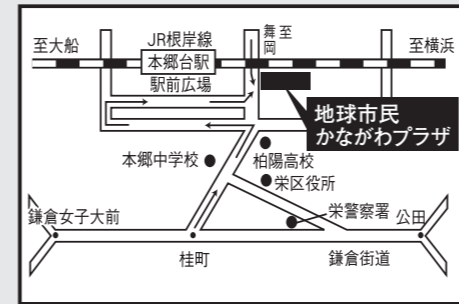 至大船
JR根岸線
本郷台駅
駅前広場
至
舞岡
至横浜
地球市民
かながわプラザ
本郷中学校
柏陽高校
栄区役所
栄警察署
鎌倉女子大前
公田
桂町
鎌倉街道